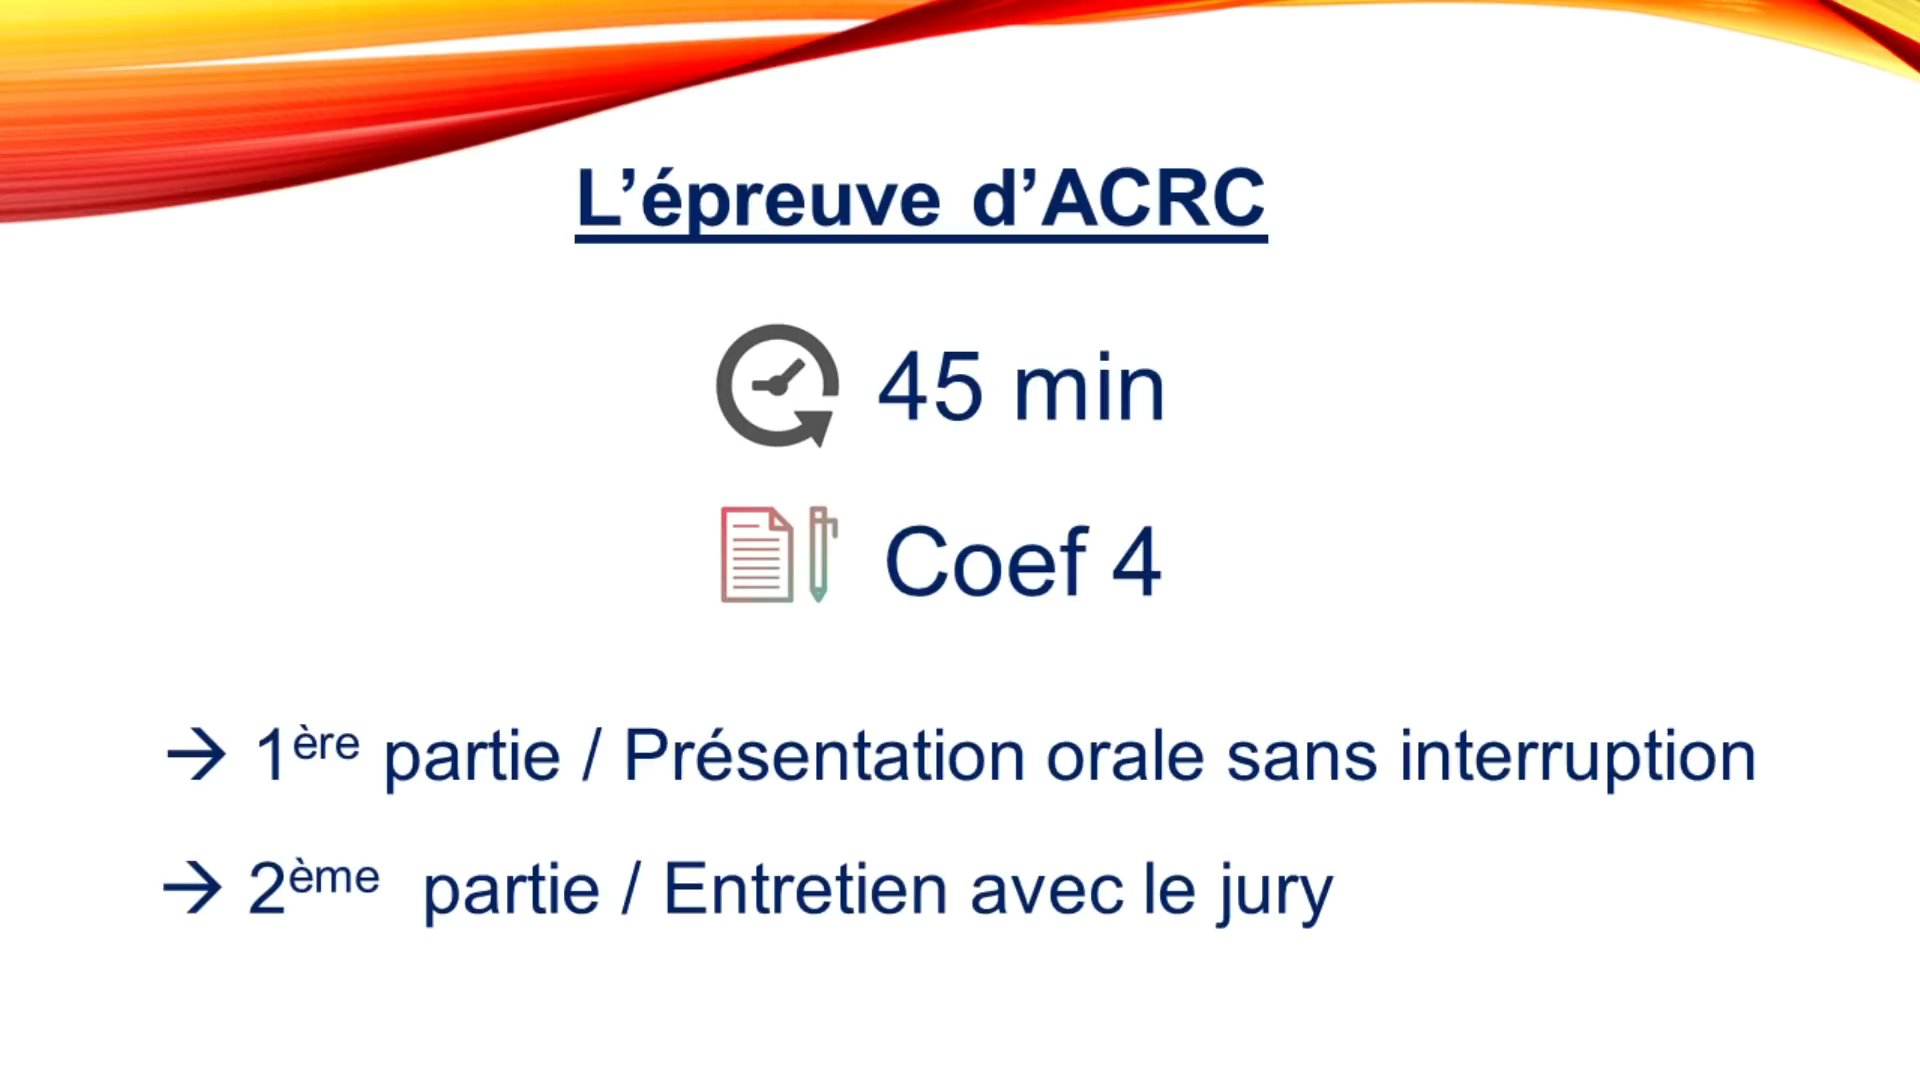 L’épreuve d’ACRC
45 min
Coef 4
→ 1ère partie / Présentation orale sans interruption
→ 2ème partie / Entretien avec le jury